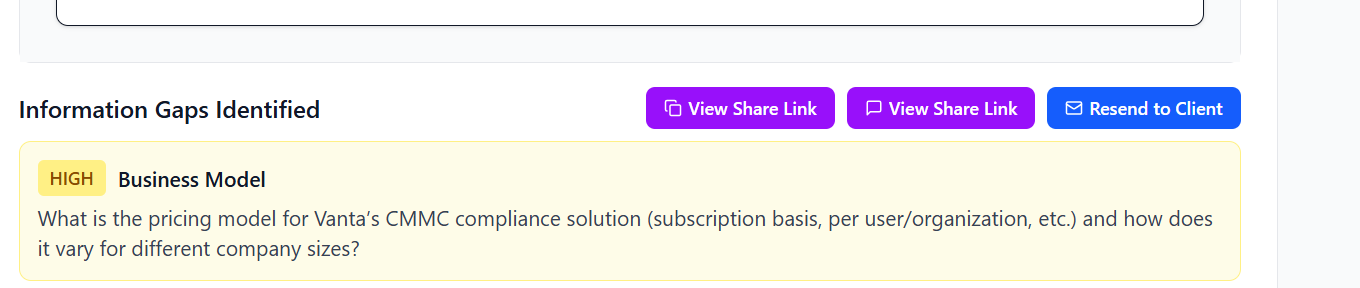 Information Gaps Identified
View Share Link
View Share Link
Resend to Client
HIGH
Business Model
What is the pricing model for Vanta’s CMMC compliance solution (subscription basis, per user/organization, etc.) and how does
it vary for different company sizes?